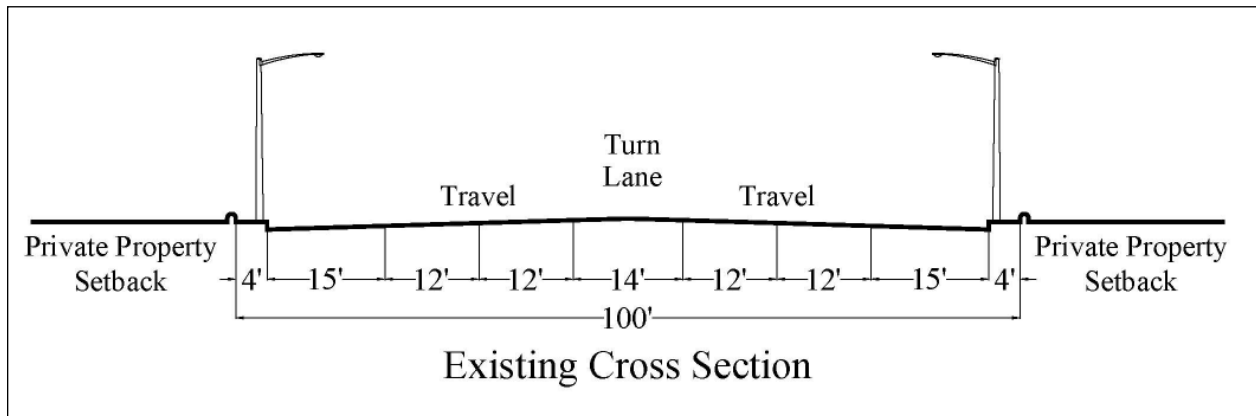 Turn
Lane
Travel
Travel
Private Property
Setback
Private Property
Setback
4' 15' 12' 12' 14' 12' 12' 15' 4'
100'
Existing Cross Section